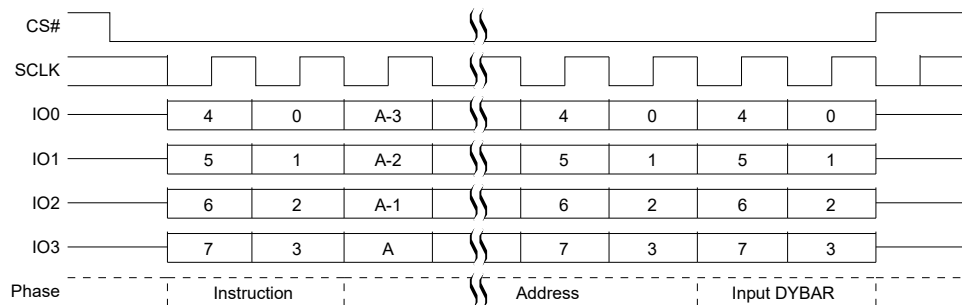 CS#
SCLK
IO0 4 0 A-3 4 0 4 0
IO1 5 1 A-2 5 1 5 1
IO2 6 2 A-1 6 2 6 2
IO3 7 3 A 7 3 7 3
Phase Instruction Address Input DYBAR